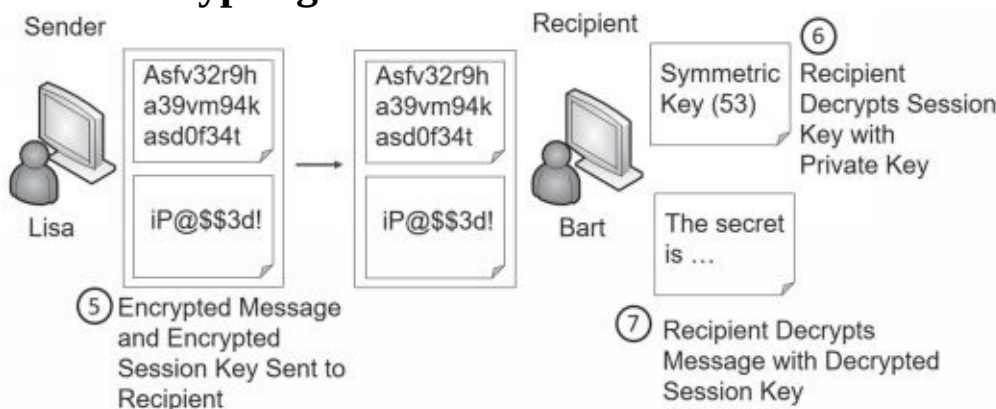 Sender
Asfv32r9h
a39vm94k
asd0f34t
iP@$$3d!
Lisa
5 Encrypted Message
and Encrypted
Session Key Sent to
Recipient
Asfv32r9h
a39vm94k
asd0f34t
iP@$$3d!
Recipient
Bart
Symmetric
Key (53)
6
Recipient
Decrypts Session
Key with
Private Key
The secret
is …
7 Recipient Decrypts
Message with Decrypted
Session Key